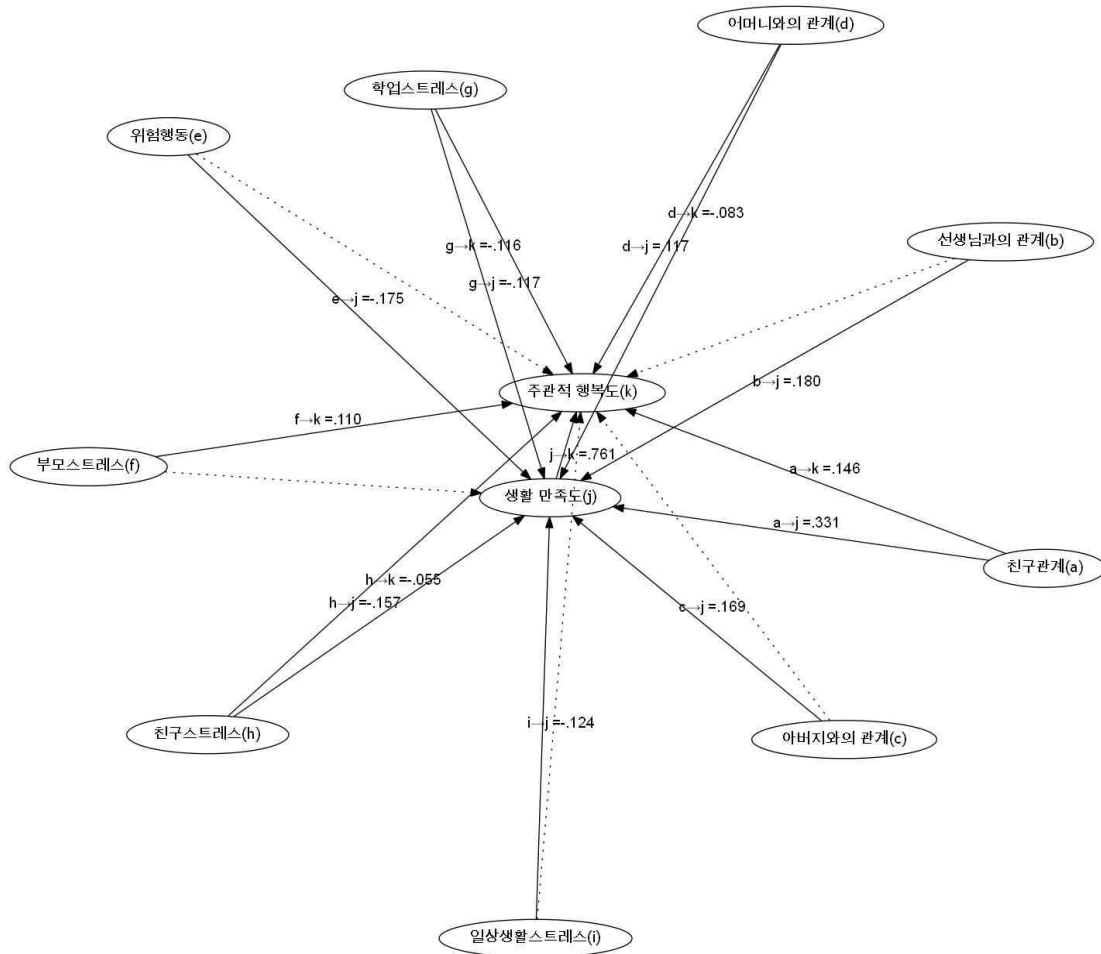 어머니와의 관계(d)
학업스트레스(g)
위험행동(e)
d→k =-.083
선생님과의 관계(b)
g→k =-.116
d→j =.117
g→j =-.117
e→j =-.175
b→j =.180
주관적 행복도(k)
f→k =.110
j→k =.761
부모스트레스(f)
a→k =.146
생활 만족도(j)
a→j =.331
친구관계(a)
h→k =-.055
h→j =-.157
c→j =.169
i→j =-.124
친구스트레스(h)
아버지와의 관계(c)
일상생활스트레스(i)